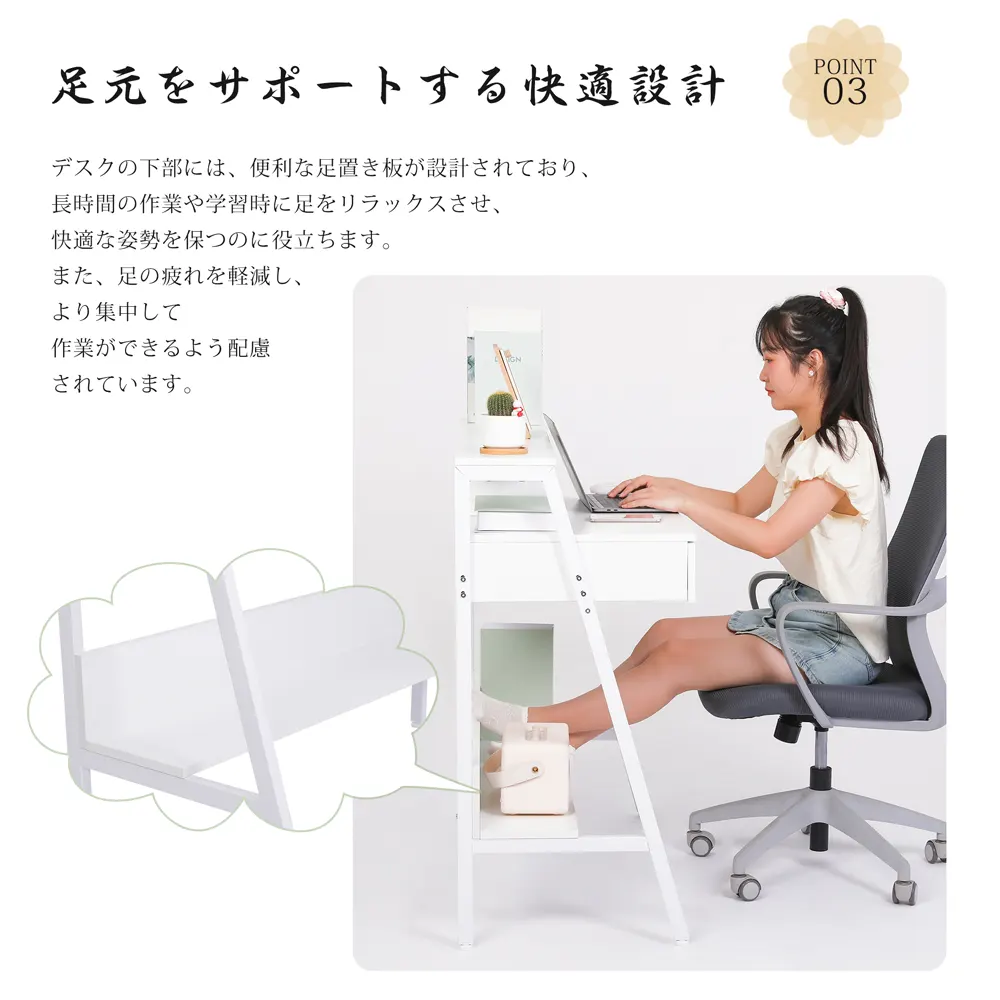 足元をサポートする快適設計
POINT
03
デスクの下部には、便利な足置き板が設計されており、
長時間の作業や学習時に足をリラックスさせ、
快適な姿勢を保つのに役立ちます。
また、足の疲れを軽減し、
より集中して
作業ができるよう配慮
されています。